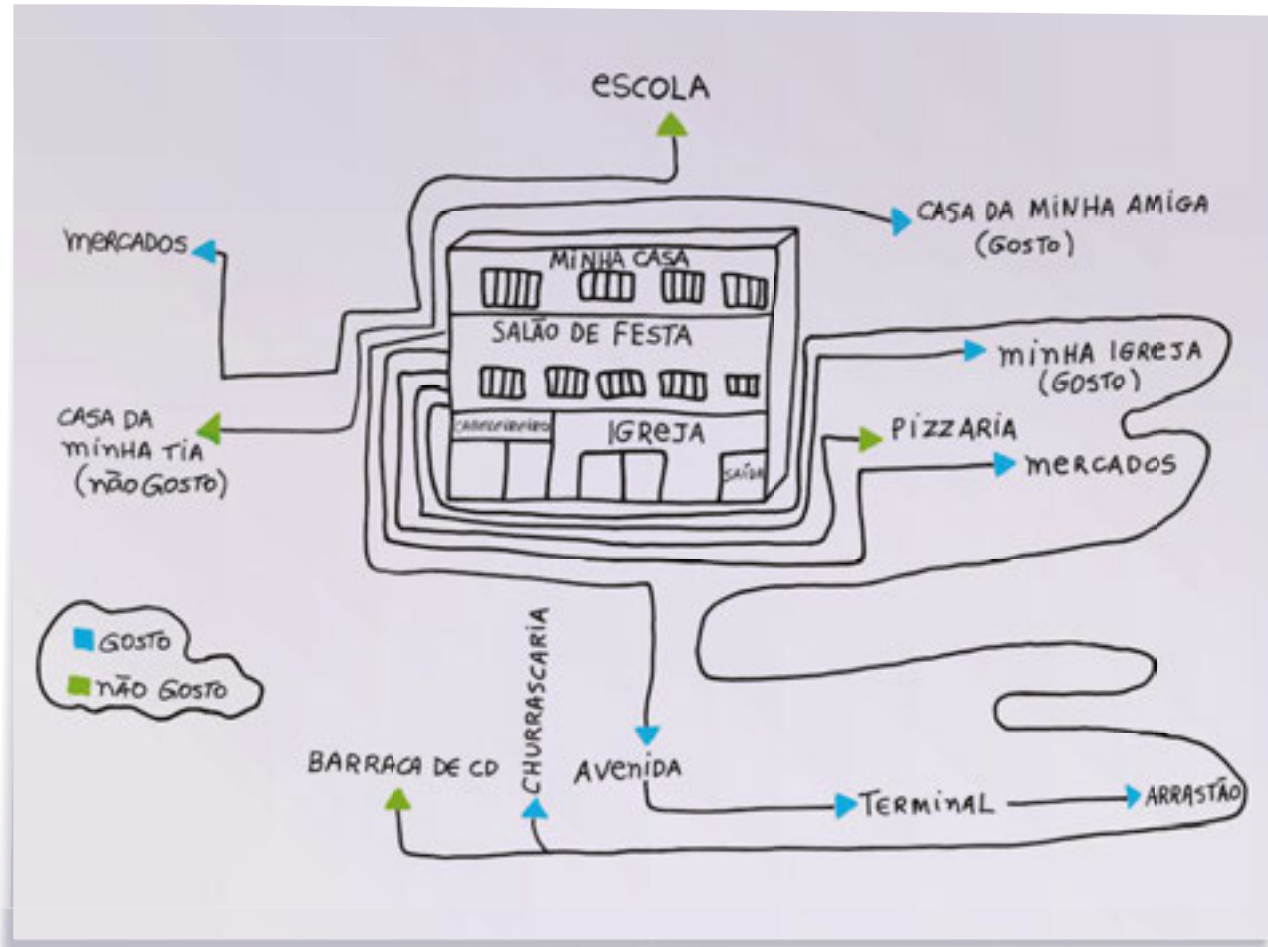 eSCOLA
CASA DA MiNHA AMiGA
(GOSTO)
merCADOS
MiNHA CASA
SALÃO DE FESTA
minHA IGReJA
(GOSTO)
CASA DA
minHA TiA
(nãO GOSTO)
CABeLeireirO
IGReJA
SAÍDA
PiZZARiA
merCADOS
GOSTO
nÃO GOSTO
CHURRASCARiA
BARRACA DE CD
AVeniDA
TermiNAL
ARRASTÃO